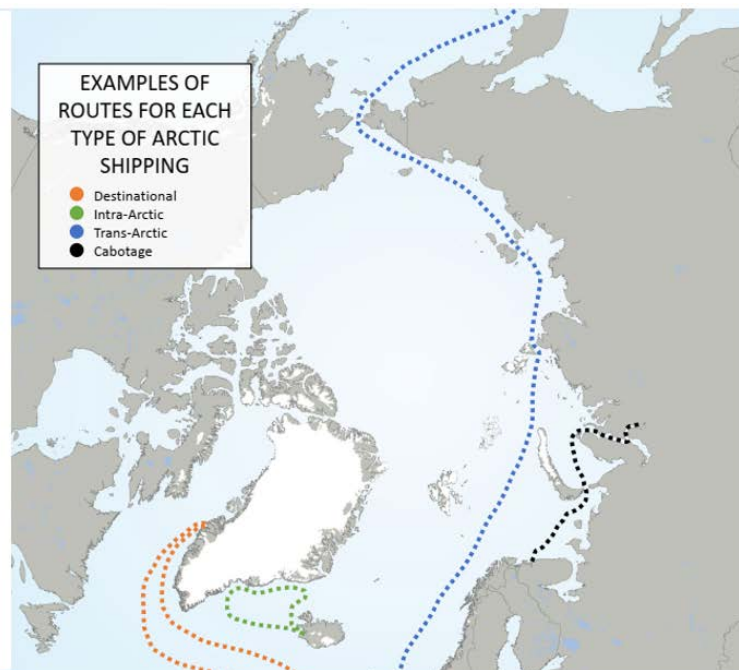 EXAMPLES OF
ROUTES FOR EACH
TYPE OF ARCTIC
SHIPPING
Destinational
Intra-Arctic
Trans-Arctic
Cabotage